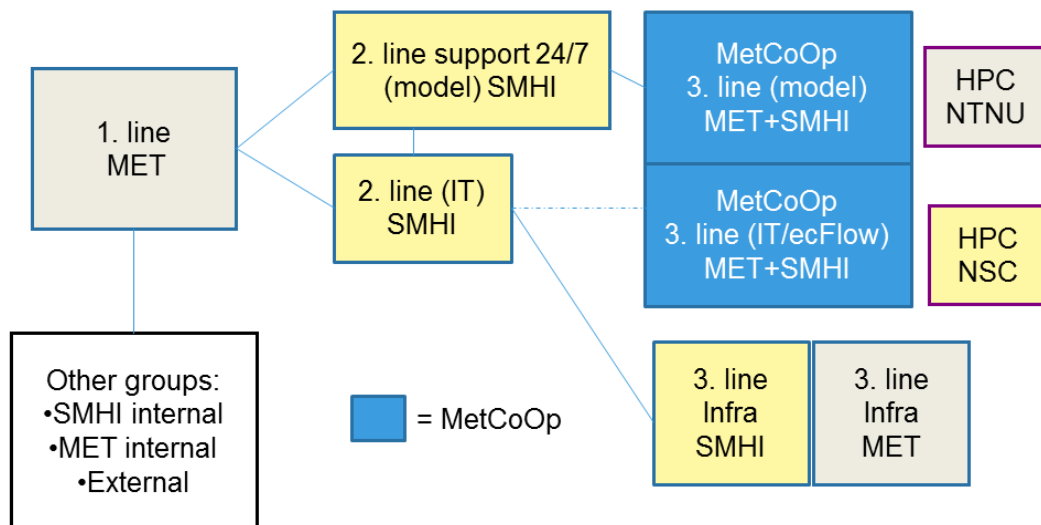 1. line
MET
2. line support 24/7
(model) SMHI
2. line (IT)
SMHI
MetCoOp
3. line (model)
MET+SMHI
MetCoOp
3. line (IT/ecFlow)
MET+SMHI
HPC
NTNU
HPC
NSC
Other groups:
•SMHI internal
•MET internal
•External
= MetCoOp
3. line
Infra
SMHI
3. line
Infra
MET